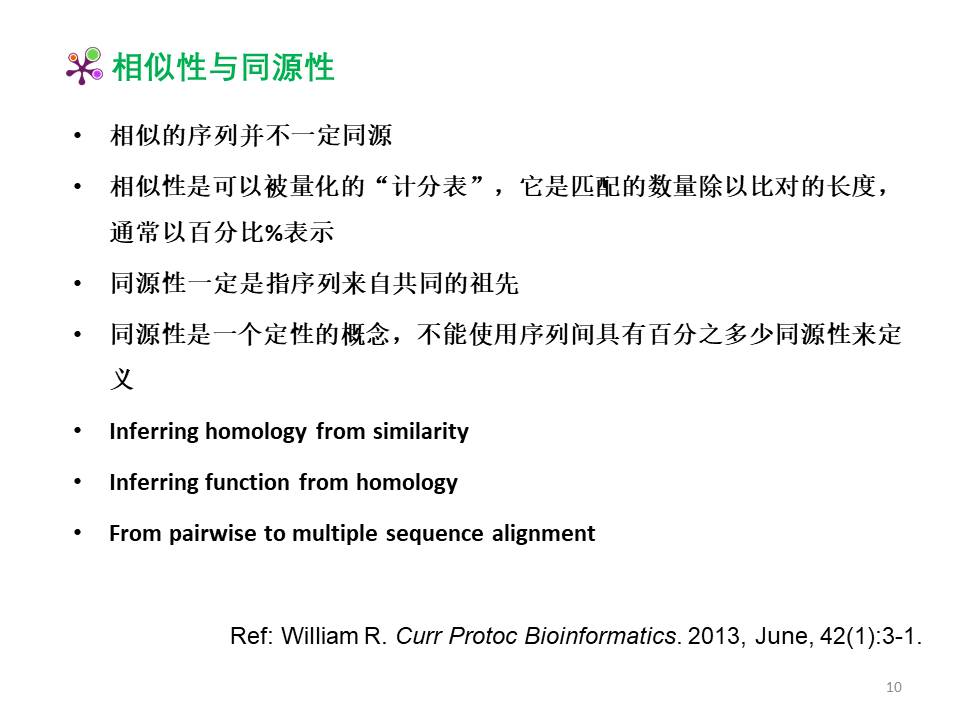 相似性与同源性
• 相似的序列并不一定同源
• 相似性是可以被量化的“计分表”，它是匹配的数量除以比对的长度，
通常以百分比%表示
• 同源性一定是指序列来自共同的祖先
• 同源性是一个定性的概念，不能使用序列间具有百分之多少同源性来定
义
• Inferring homology from similarity
• Inferring function from homology
• From pairwise to multiple sequence alignment
Ref: William R. Curr Protoc Bioinformatics. 2013, June, 42(1):3-1.
10